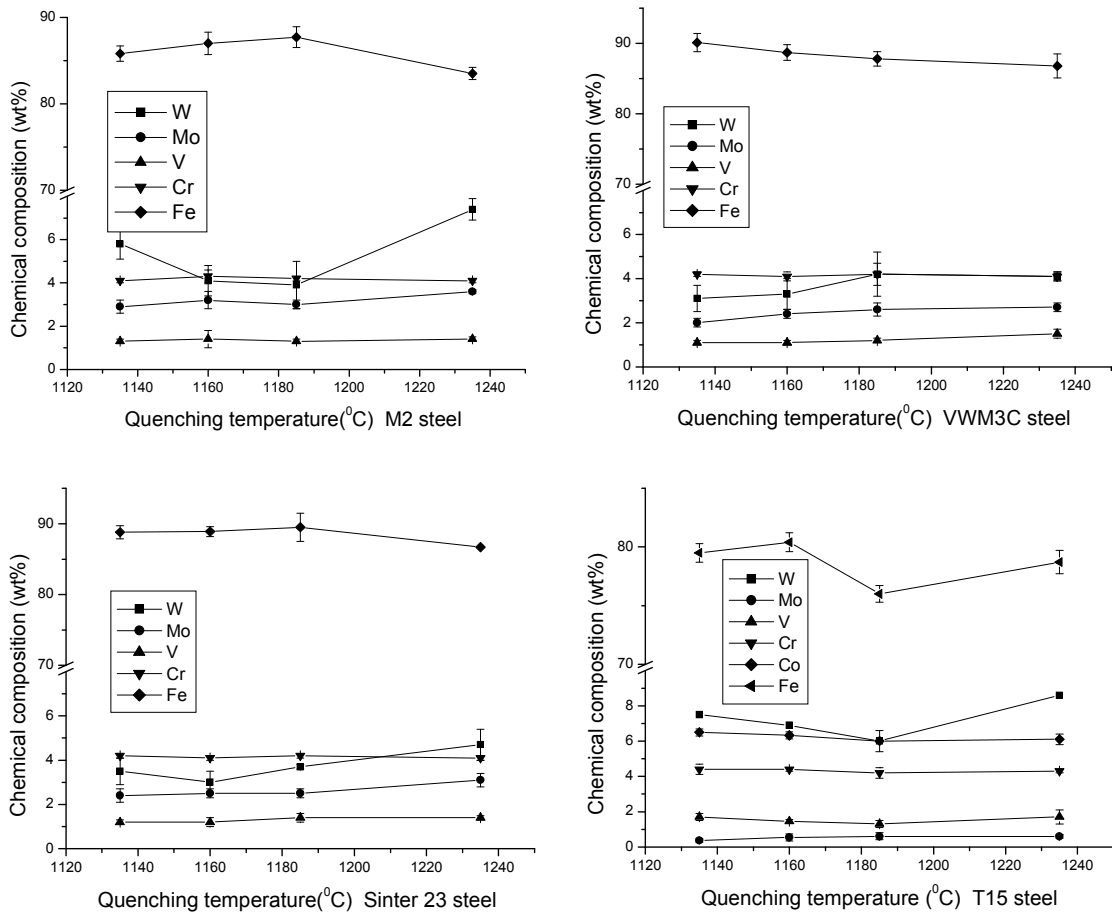 90
80
70
6
4
2
0
Chemical composition (wt%)
W
Mo
V
Cr
Fe
1120 1140 1160 1180 1200 1220 1240
Quenching temperature(⁰C) M2 steel
90
70
6
4
2
0
Chemical composition (wt%)
W
Mo
V
Cr
Fe
1120 1140 1160 1180 1200 1220 1240
Quenching temperature(⁰C) VWM3C steel
90
80
70
6
4
2
0
Chemical composition (wt%)
W
Mo
V
Cr
Fe
1120 1140 1160 1180 1200 1220 1240
Quenching temperature(⁰C) Sinter 23 steel
80
70
8
6
4
2
0
Chemical composition (wt%)
W
Mo
V
Cr
Co
Fe
1120 1140 1160 1180 1200 1220 1240
Quenching temperature (⁰C) T15 steel